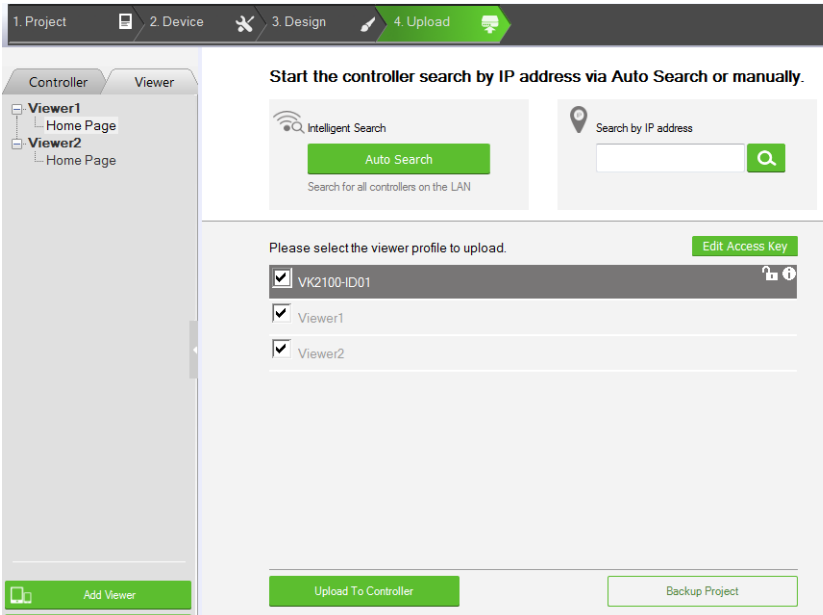 1. Project
2. Device
3. Design
4. Upload
Controller
Viewer
Viewer1
Home Page
Viewer2
Home Page
Add Viewer
Start the controller search by IP address via Auto Search or manually.
Intelligent Search
Auto Search
Search for all controllers on the LAN
Search by IP address
Please select the viewer profile to upload.
Edit Access Key
VK2100-ID01
Viewer1
Viewer2
Upload To Controller
Backup Project